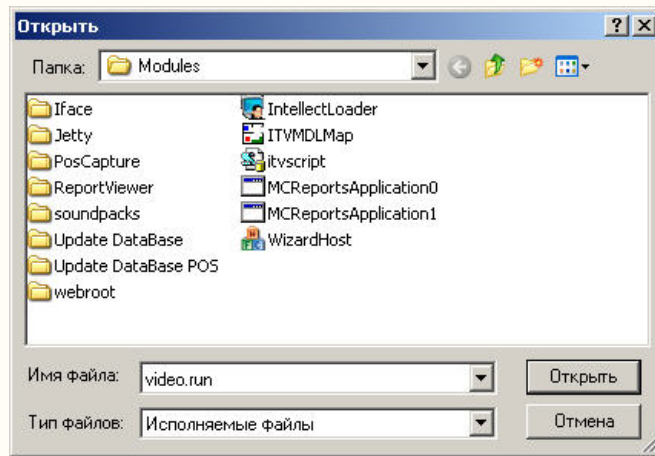 Открыть
Папка: Modules
Iface
Jetty
PosCapture
ReportViewer
soundpacks
Update DataBase
Update DataBase POS
webroot
IntellectLoader
ITVMDLMap
itvscript
MCReportsApplication0
MCReportsApplication1
WizardHost
Имя файла: video.run Открыть
Тип файлов: Исполняемые файлы Отмена